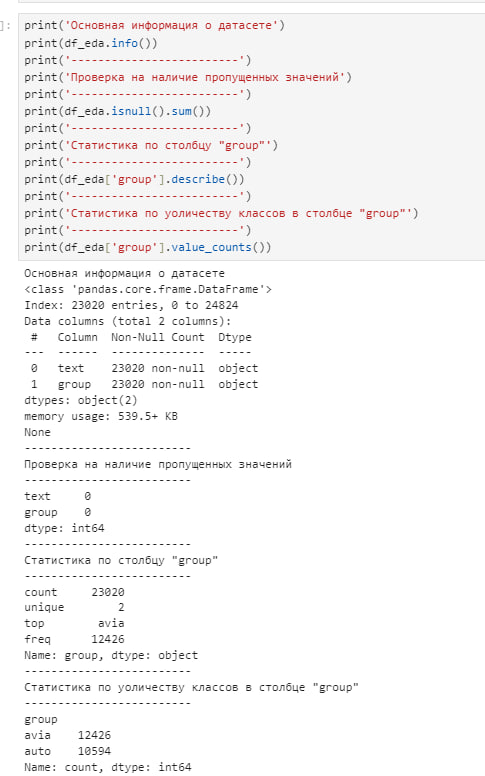 ]:
print('Основная информация о датасете')
print(df_eda.info())
print('-------------------------')
print('Проверка на наличие пропущенных значений')
print('-------------------------')
print(df_eda.isnull().sum())
print('-------------------------')
print('Статистика по столбцу "group"')
print('-------------------------')
print(df_eda['group'].describe())
print('-------------------------')
print('Статистика по уоличеству классов в столбце "group"')
print('-------------------------')
print(df_eda['group'].value_counts())
Основная информация о датасете
<class 'pandas.core.frame.DataFrame'>
Index: 23020 entries, 0 to 24824
Data columns (total 2 columns):
 #   Column  Non-Null Count  Dtype
---  ------  --------------  -----
 0   text    23020 non-null  object
 1   group   23020 non-null  object
dtypes: object(2)
memory usage: 539.5+ KB
None
-------------------------
Проверка на наличие пропущенных значений
-------------------------
text     0
group    0
dtype: int64
-------------------------
Статистика по столбцу "group"
-------------------------
count     23020
unique        2
top        avia
freq      12426
Name: group, dtype: object
-------------------------
Статистика по уоличеству классов в столбце "group"
-------------------------
group
avia    12426
auto    10594
Name: count, dtype: int64